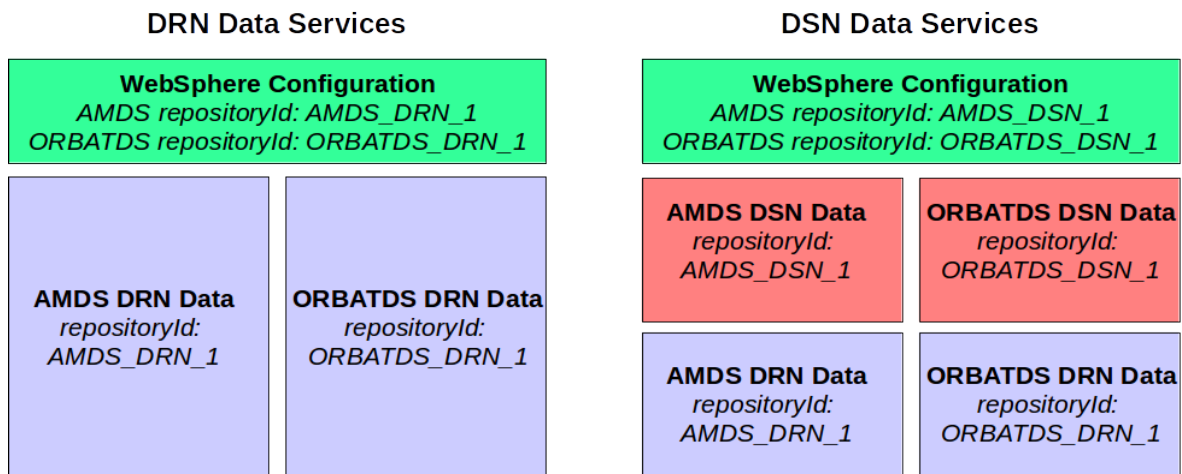 DRN Data Services
WebSphere Configuration
AMDS repositoryId: AMDS_DRN_1
ORBATDS repositoryId: ORBATDS_DRN_1
AMDS DRN Data
repositoryId:
AMDS_DRN_1
ORBATDS DRN Data
repositoryId:
ORBATDS_DRN_1
DSN Data Services
WebSphere Configuration
AMDS repositoryId: AMDS_DSN_1
ORBATDS repositoryId: ORBATDS_DSN_1
AMDS DSN Data
repositoryId:
AMDS_DSN_1
ORBATDS DSN Data
repositoryId:
ORBATDS_DSN_1
AMDS DRN Data
repositoryId:
AMDS_DRN_1
ORBATDS DRN Data
repositoryId:
ORBATDS_DRN_1